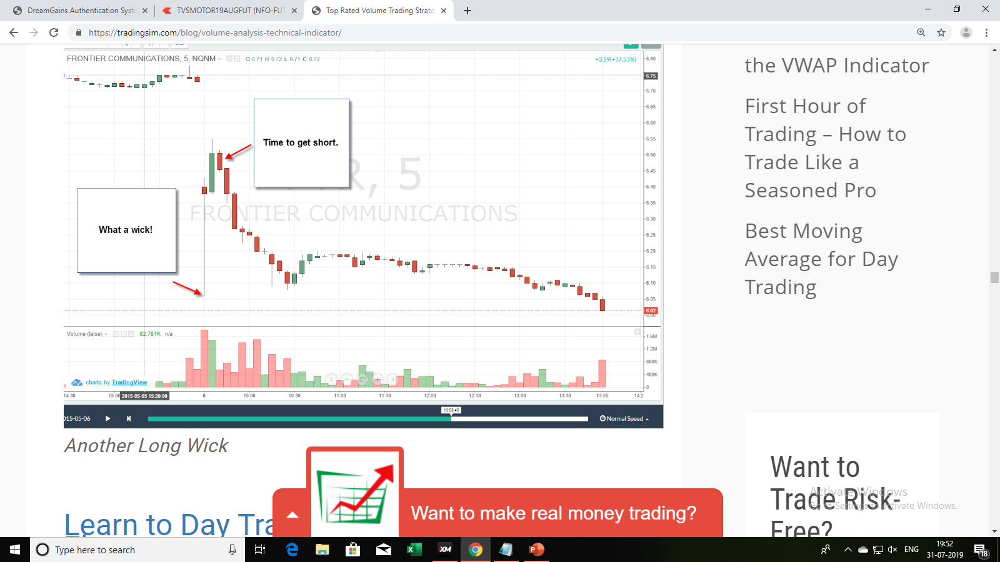 DreamGains Authentication Syste
TVSMOTOR19AUGFUT (NFO-FUT
Top Rated Volume Trading Strate
https://tradingsim.com/blog/volume-analysis-technical-indicator/
FRONTIER COMMUNICATIONS, 5, NQNM
O 6.71 H 6.72 L 6.71 C 6.72
+3.59(+37.53%)
6.80
6.75
6.70
6.65
6.60
6.55
6.50
6.45
6.40
6.35
6.30
6.25
6.20
6.15
6.10
6.05
6.02
6.00
Time to get short.
What a wick!
R, 5
FRONTIER COMMUNICATIONS
Volume (false)
82.781K n/a
1.6M
1.2M
800K
400K
0
charts by TradingView
14:30 15:00 2015-05-05 15:20:00 6 10:00 10:30 11:00 11:30 12:00 12:30 13:00 13:30 13:55 14:2
13:58:48
015-05-06
Normal Speed
Another Long Wick
Learn to Day Tra
Want to make real money trading?
the VWAP Indicator
First Hour of
Trading – How to
Trade Like a
Seasoned Pro
Best Moving
Average for Day
Trading
Want to
Trade Risk-
Free?
Activate Windows
Go to Settings to activate Windows.
Type here to search
XM
ENG
19:52
31-07-2019
18